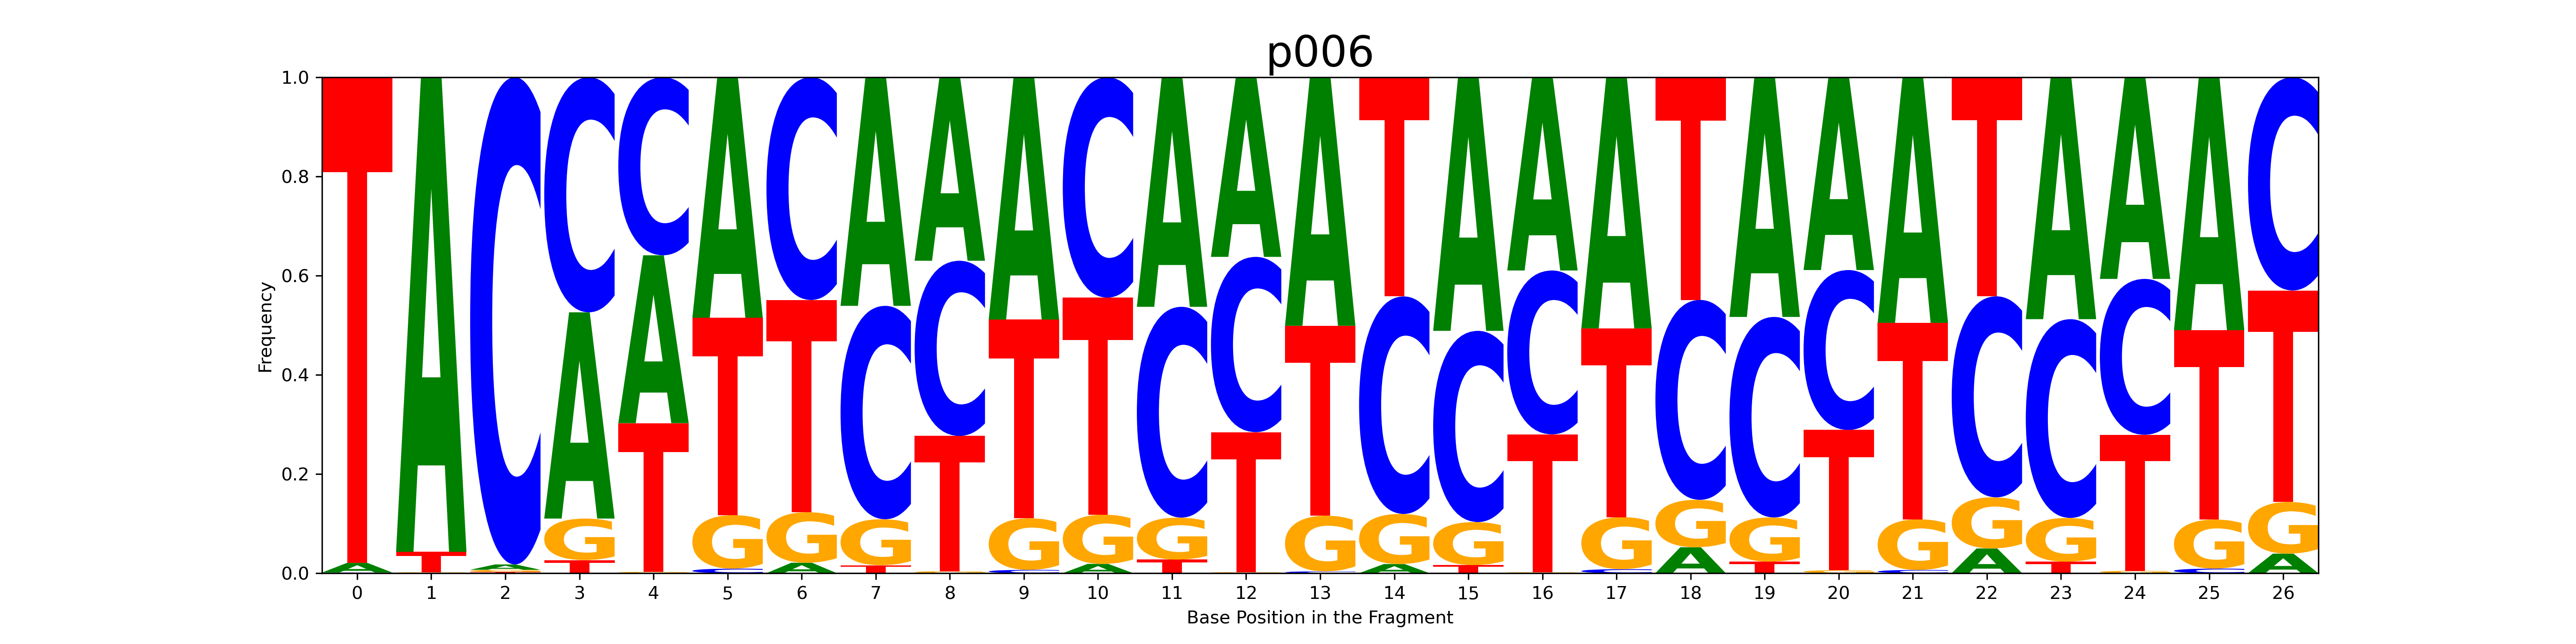 p006
1.0
0.8
0.6
0.4
0.2
0.0
Frequency
T A C C C A C A A A C A A A T A A A T A A A T A A A C
A A T T C C T T C C T C C C T C C C T C C C T T
G T G G G T G G G T G G G T G G G T G G G T G G
A T A T A T A T A T A T A T A
0 1 2 3 4 5 6 7 8 9 10 11 12 13 14 15 16 17 18 19 20 21 22 23 24 25 26
Base Position in the Fragment